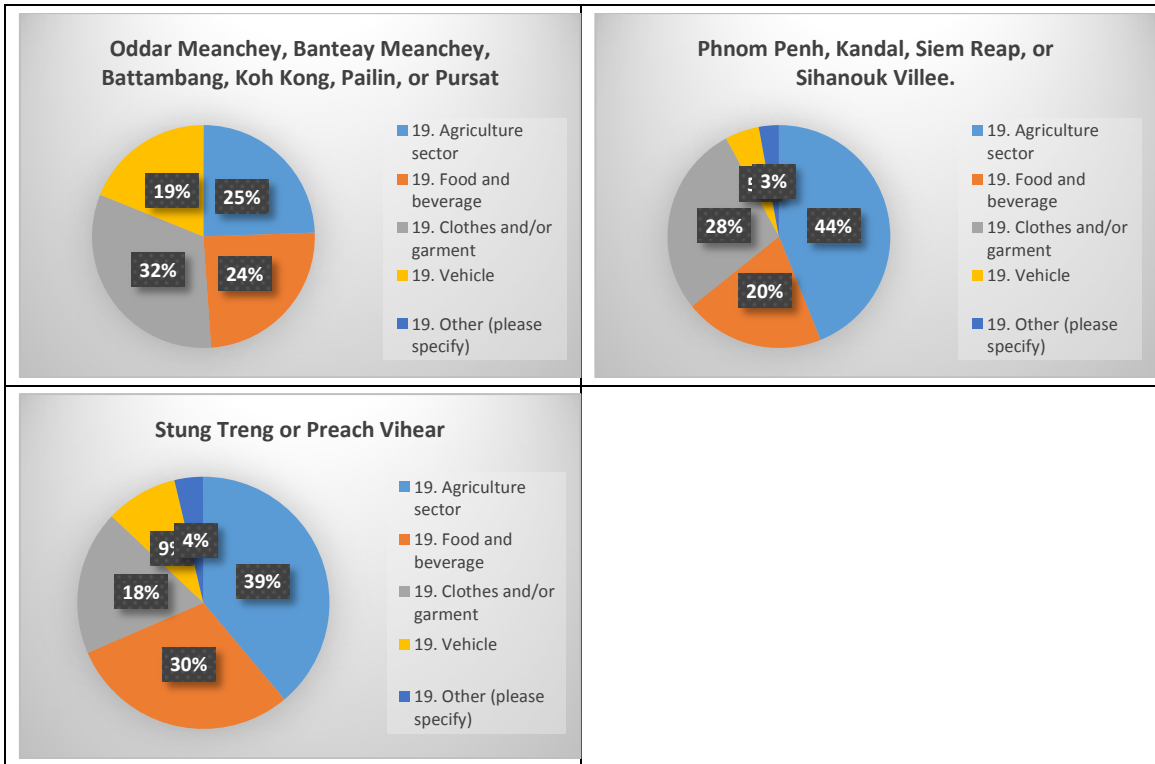 Oddar Meanchey, Banteay Meanchey,
Battambang, Koh Kong, Pailin, or Pursat
19%
25%
32%
24%
19. Agriculture
sector
19. Food and
beverage
19. Clothes and/or
garment
19. Vehicle
19. Other (please
specify)
Phnom Penh, Kandal, Siem Reap, or
Sihanouk Villee.
3%
28%
44%
20%
19. Agriculture
sector
19. Food and
beverage
19. Clothes and/or
garment
19. Vehicle
19. Other (please
specify)
Stung Treng or Preach Vihear
4%
39%
18%
30%
19. Agriculture
sector
19. Food and
beverage
19. Clothes and/or
garment
19. Vehicle
19. Other (please
specify)